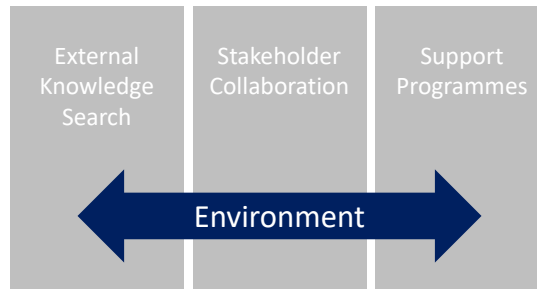 External
Knowledge
Search
Stakeholder
Collaboration
Support
Programmes
Environment